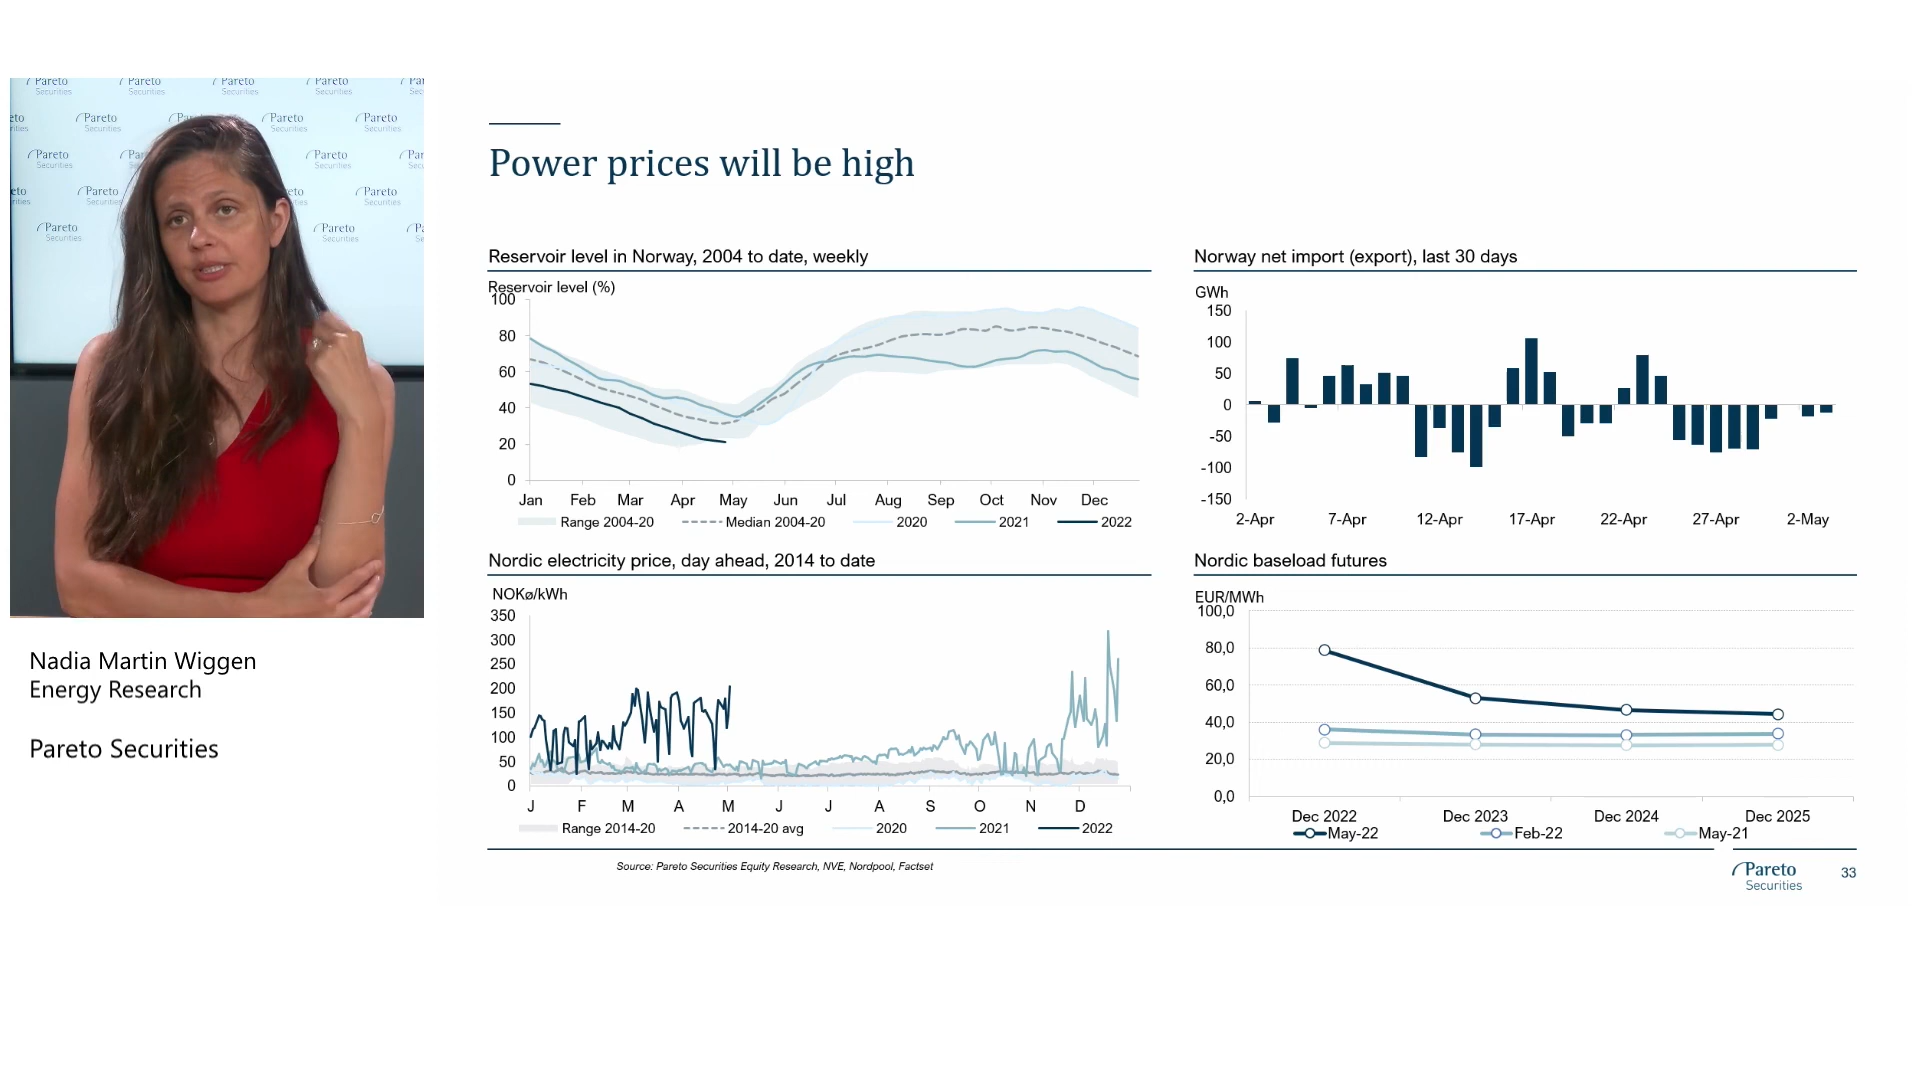 Pareto
Securities
Nadia Martin Wiggen
Energy Research
Pareto Securities
Power prices will be high
Reservoir level in Norway, 2004 to date, weekly
Reservoir level (%)
100
80
60
40
20
0
Jan Feb Mar Apr May Jun Jul Aug Sep Oct Nov Dec
Range 2004-20 Median 2004-20 2020 2021 2022
Norway net import (export), last 30 days
GWh
150
100
50
0
-50
-100
-150
2-Apr 7-Apr 12-Apr 17-Apr 22-Apr 27-Apr 2-May
Nordic electricity price, day ahead, 2014 to date
NOKø/kWh
350
300
250
200
150
100
50
0
J F M A M J J A S O N D
Range 2014-20 2014-20 avg 2020 2021 2022
Nordic baseload futures
EUR/MWh
100,0
80,0
60,0
40,0
20,0
0,0
Dec 2022 Dec 2023 Dec 2024 Dec 2025
May-22 Feb-22 May-21
Source: Pareto Securities Equity Research, NVE, Nordpool, Factset
Pareto
Securities
33